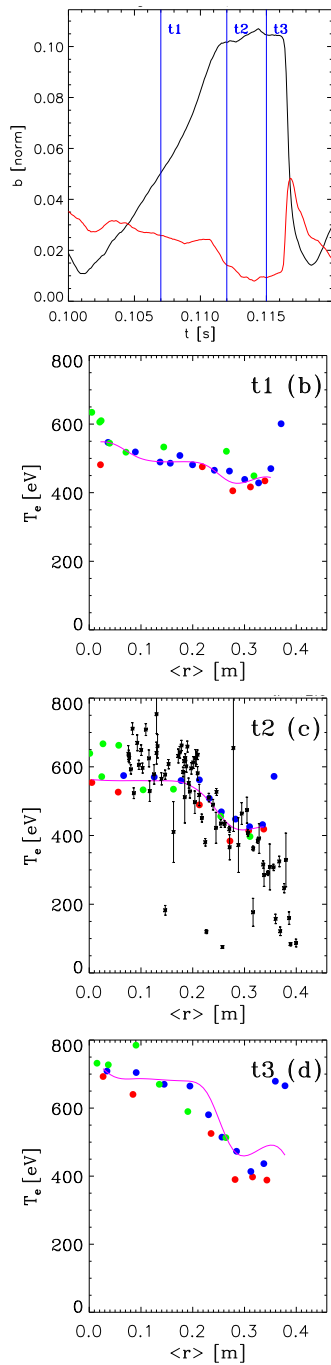 t1
t2
t3
0.10
0.08
0.06
0.04
0.02
0.00
b [norm]
0.100
0.105
0.110
0.115
t [s]
t1 (b)
800
600
400
200
0
T_e [eV]
0.0
0.1
0.2
0.3
0.4
<r> [m]
t2 (c)
800
600
400
200
0
T_e [eV]
0.0
0.1
0.2
0.3
0.4
<r> [m]
t3 (d)
800
600
400
200
0
T_e [eV]
0.0
0.1
0.2
0.3
0.4
<r> [m]